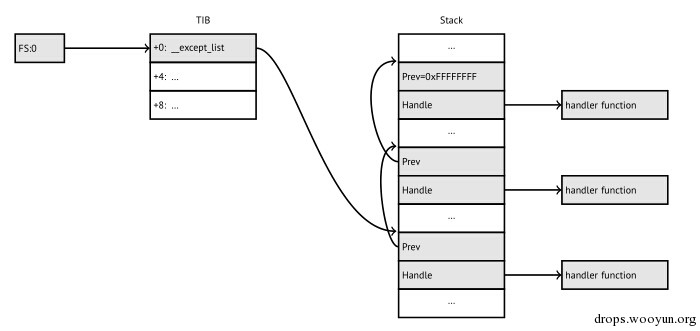 TIB
Stack
FS:0
+0: __except_list
+4: ...
+8: ...
...
Prev=0xFFFFFFFF
Handle
handler function
...
Prev
Handle
handler function
...
Prev
Handle
handler function
...
drops.wooyun.org